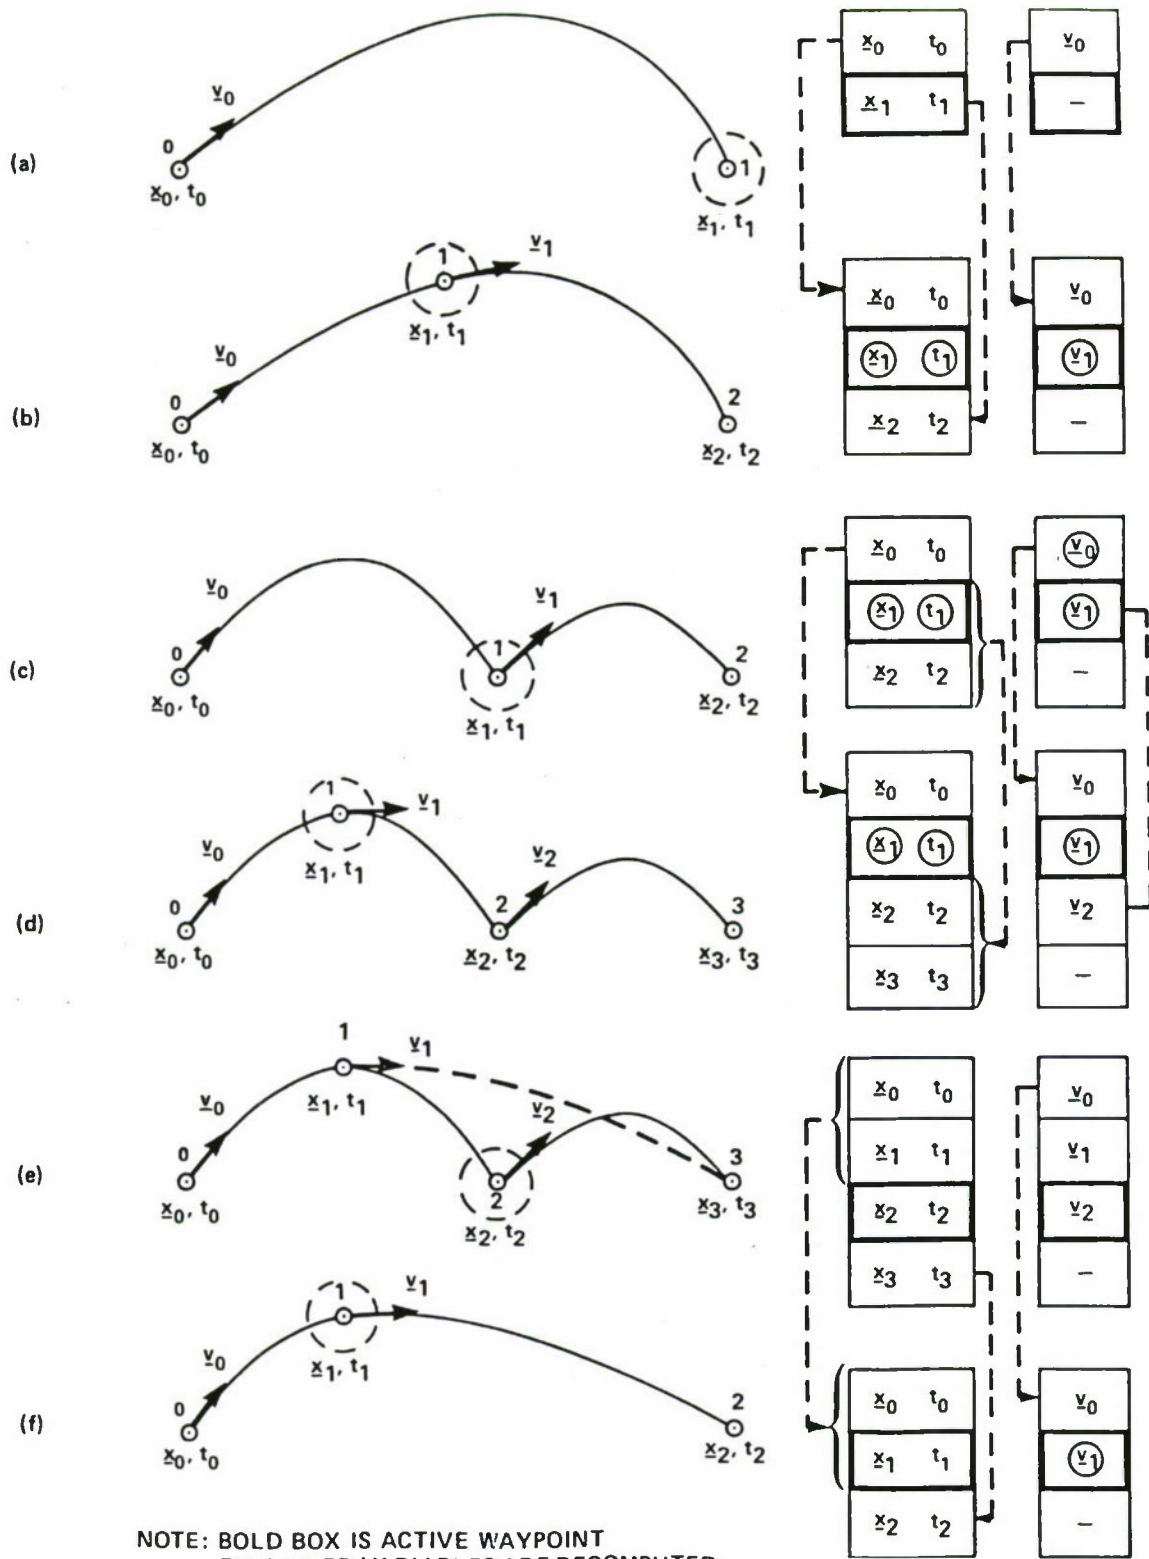 (a)
v0
0
x0, t0
1
x1, t1
x0 t0
x1 t1
v0
–
(b)
v0
0
x0, t0
1
v1
x1, t1
2
x2, t2
x0 t0
x1 t1
x2 t2
v0
v1
–
(c)
v0
0
x0, t0
1
v1
x1, t1
2
x2, t2
x0 t0
x1 t1
x2 t2
v0
v1
–
(d)
v0
0
x0, t0
1
v1
x1, t1
2
v2
x2, t2
3
x3, t3
x0 t0
x1 t1
x2 t2
x3 t3
v0
v1
v2
–
(e)
v0
0
x0, t0
1
v1
x1, t1
2
v2
x2, t2
3
x3, t3
x0 t0
x1 t1
x2 t2
x3 t3
v0
v1
v2
–
(f)
v0
0
x0, t0
1
v1
x1, t1
2
x2, t2
x0 t0
x1 t1
x2 t2
v0
v1
–
NOTE: BOLD BOX IS ACTIVE WAYPOINT
VARIABLES ARE RECOMPUTED